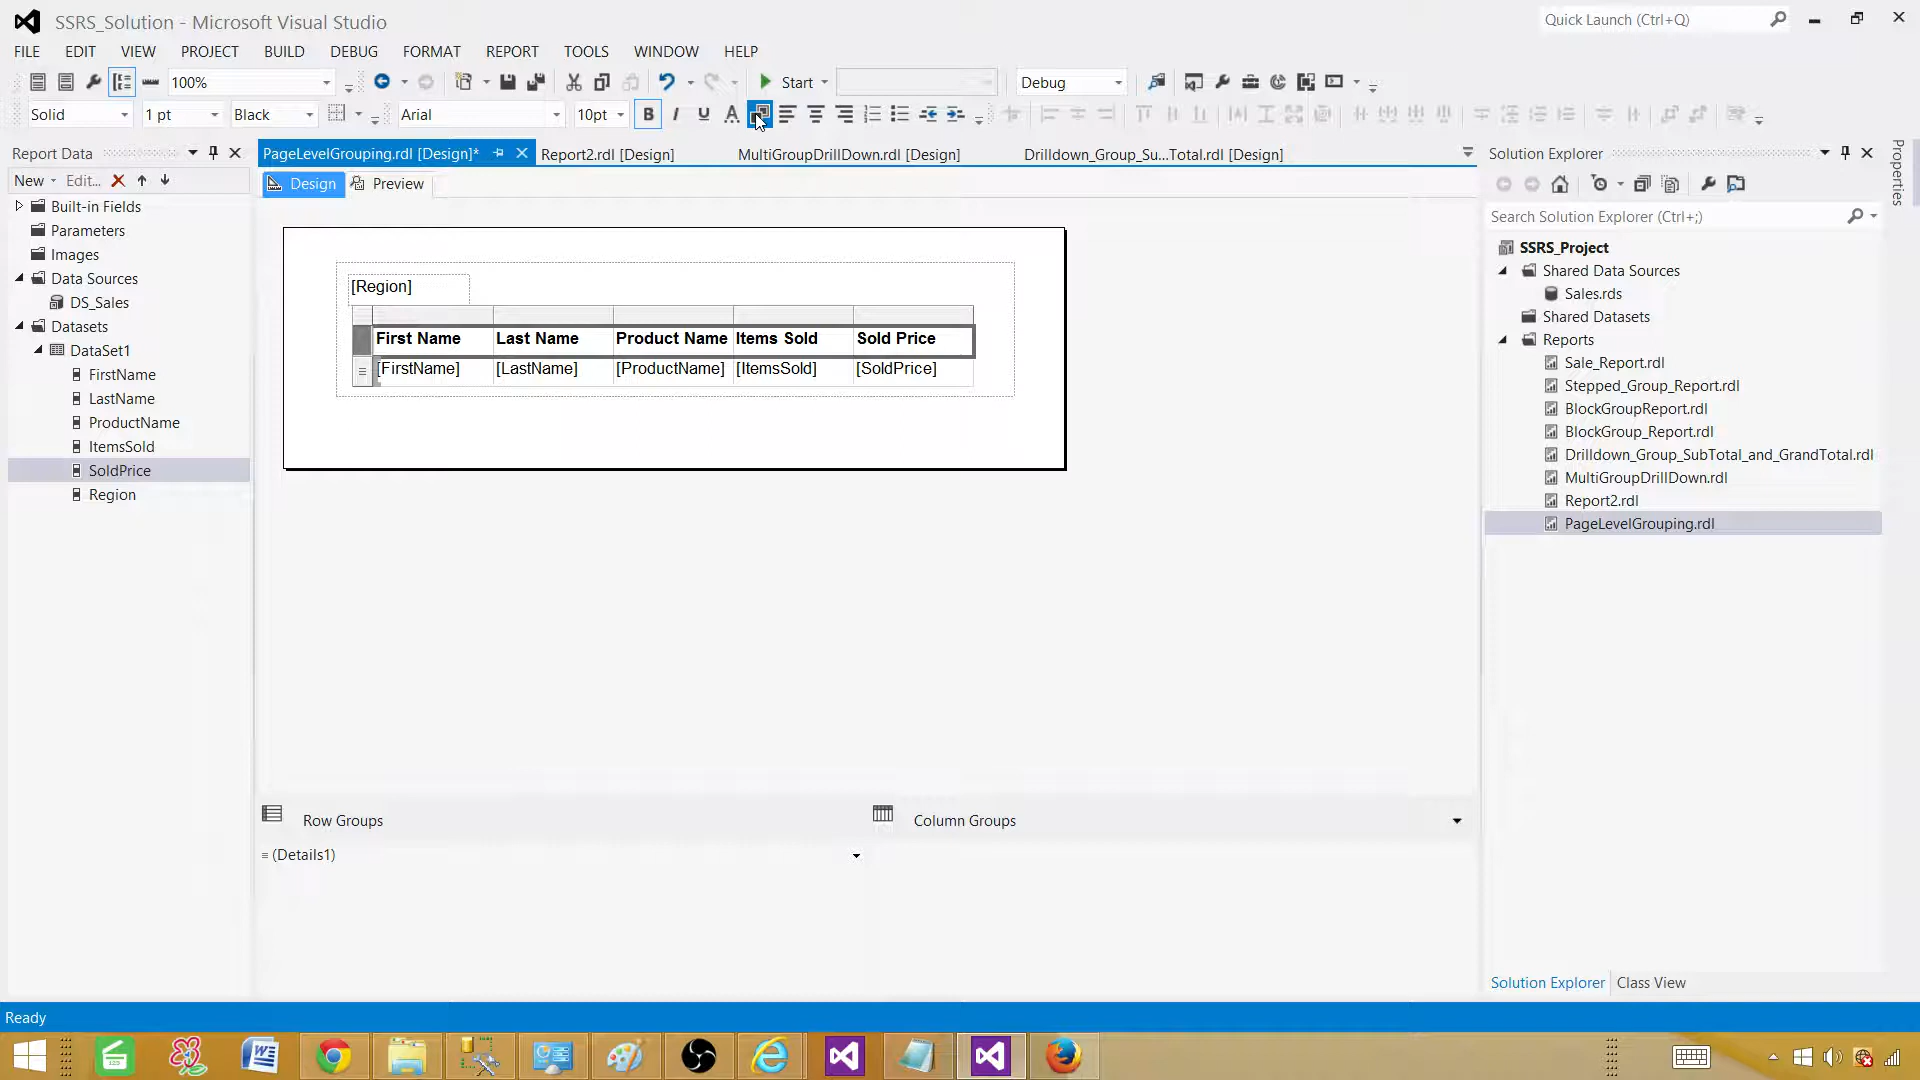 SSRS_Solution - Microsoft Visual Studio
Quick Launch (Ctrl+Q)
FILE EDIT VIEW PROJECT BUILD DEBUG FORMAT REPORT TOOLS WINDOW HELP
100%
Start
Debug
Solid
1 pt
Black
Arial
10pt
B I U A
Report Data
New Edit...
Built-in Fields
Parameters
Images
Data Sources
DS_Sales
Datasets
DataSet1
FirstName
LastName
ProductName
ItemsSold
SoldPrice
Region
PageLevelGrouping.rdl [Design]*
Report2.rdl [Design]
MultiGroupDrillDown.rdl [Design]
Drilldown_Group_Su...Total.rdl [Design]
Design Preview
[Region]
First Name Last Name Product Name Items Sold Sold Price
[FirstName] [LastName] [ProductName] [ItemsSold] [SoldPrice]
Row Groups
Column Groups
(Details1)
Solution Explorer
Search Solution Explorer (Ctrl+;)
SSRS_Project
Shared Data Sources
Sales.rds
Shared Datasets
Reports
Sale_Report.rdl
Stepped_Group_Report.rdl
BlockGroupReport.rdl
BlockGroup_Report.rdl
Drilldown_Group_SubTotal_and_GrandTotal.rdl
MultiGroupDrillDown.rdl
Report2.rdl
PageLevelGrouping.rdl
Solution Explorer Class View
Properties
Ready